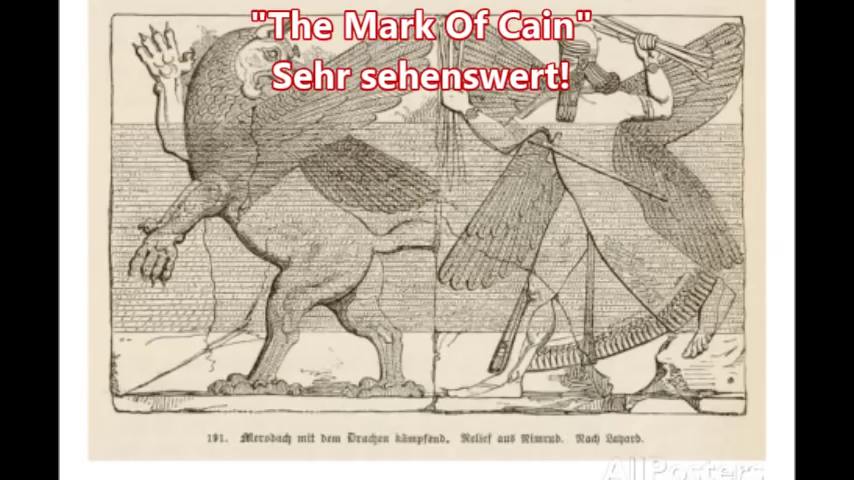 "The Mark Of Cain"
Sehr sehenswert!
191. Merodach mit dem Drachen kämpfend. Relief aus Nimrud. Nach Layard.
AllPosters